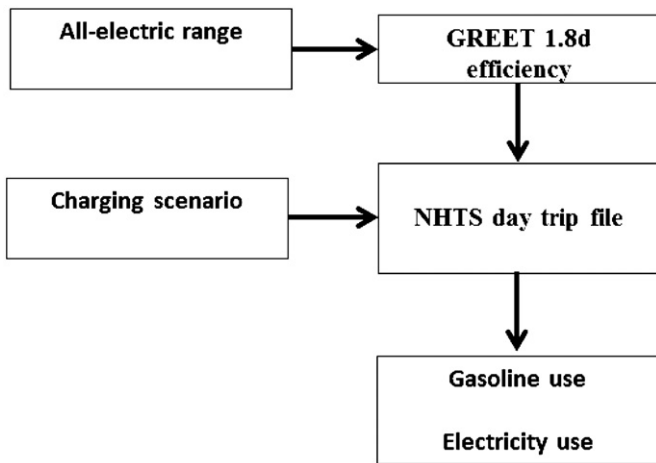 All-electric range
GREET 1.8d
efficiency
Charging scenario
NHTS day trip file
Gasoline use
Electricity use